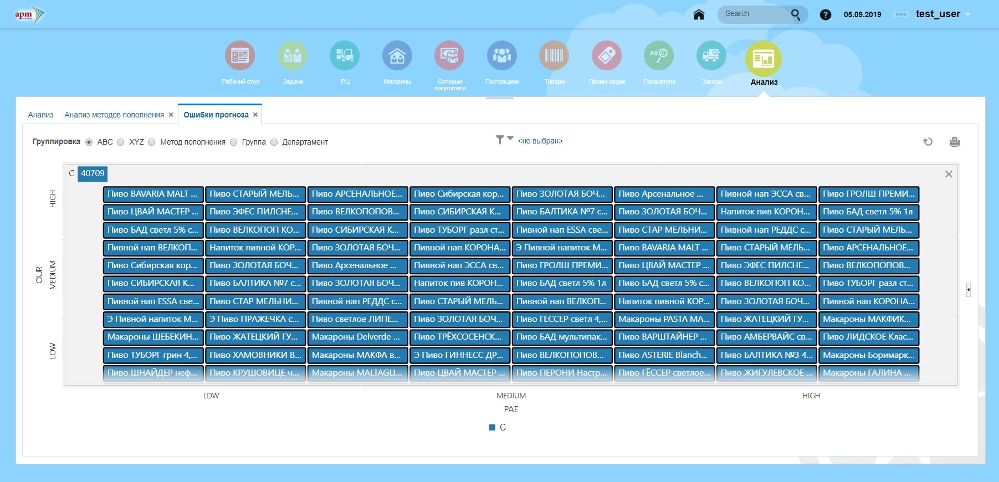 apm
Search
05.09.2019
test_user
Рабочий стол
Задачи
РЦ
Магазины
Оптовые покупатели
Поставщики
Товары
Промо-акции
ABC
Показатели
Заказы
Анализ
Анализ
Анализ методов пополнения ×
Ошибки прогноза ×
Группировка ABC XYZ Метод пополнения Группа Департамент
<не выбран>
C 40709
Пиво BAVARIA MALT ... Пиво СТАРЫЙ МЕЛЬ... Пиво АРСЕНАЛЬНОЕ... Пиво Сибирская кор... Пиво ЗОЛОТАЯ БОЧ... Пиво Арсенальное ... Пивной нап ЭССА св... Пиво ГРОЛШ ПРЕМИ...
Пиво ЦВАЙ МАСТЕР ... Пиво ЭФЕС ПИЛСНЕ... Пиво ВЕЛКОПОПОВ... Пиво СИБИРСКАЯ К... Пиво БАЛТИКА №7 с... Пиво ЗОЛОТАЯ БОЧ... Напиток пив КОРОН... Пиво БАД светл 5% 1л
Пиво БАД светл 5% с... Пиво ВЕЛКОПОП КО... Пиво СИБИРСКАЯ К... Пиво ТУБОРГ разл ст... Пивной нап ESSA све... Пиво СТАР МЕЛЬНИ... Пивной нап РЕДДС с... Пиво СТАРЫЙ МЕЛЬ...
Пивной нап ВЕЛКОП... Напиток пивной КОР... Пиво ЗОЛОТАЯ БОЧ... Пивной нап КОРОНА... Э Пивной напиток М... Пиво BAVARIA MALT ... Пиво СТАРЫЙ МЕЛЬ... Пиво АРСЕНАЛЬНОЕ...
Пиво Сибирская кор... Пиво ЗОЛОТАЯ БОЧ... Пиво Арсенальное ... Пивной нап ЭССА св... Пиво ГРОЛШ ПРЕМИ... Пиво ЦВАЙ МАСТЕР ... Пиво ЭФЕС ПИЛСНЕ... Пиво ВЕЛКОПОПОВ...
Пиво СИБИРСКАЯ К... Пиво БАЛТИКА №7 с... Пиво ЗОЛОТАЯ БОЧ... Напиток пив КОРОН... Пиво БАД светл 5% 1л Пиво БАД светл 5% с... Пиво ВЕЛКОПОП КО... Пиво ТУБОРГ разл ст...
Пивной нап ESSA све... Пиво СТАР МЕЛЬНИ... Пивной нап РЕДДС с... Пиво СТАРЫЙ МЕЛЬ... Пивной нап ВЕЛКОП... Напиток пивной КОР... Пиво ЗОЛОТАЯ БОЧ... Пивной нап КОРОНА...
Э Пивной напиток М... Э Пиво ПРАЖЕЧКА с... Пиво светлое ЛИПЕ... Пиво ЗОЛОТАЯ БОЧ... Пиво ГЕССЕР светл 4,... Макароны PASTA MA... Пиво ЖАТЕЦКИЙ ГУ... Макароны МАКФИК...
Макароны ШЕБЕКИН... Пиво ЖАТЕЦКИЙ ГУ... Макароны Delverde ... Пиво ТРЁХСОСЕНСК... Пиво БАД мультипак... Пиво ВАРШТАЙНЕР ... Пиво АМБЕРВАЙС св... Пиво ЛИДСКОЕ Клас...
Пиво ТУБОРГ грин 4,... Пиво ХАМОВНИКИ В... Макароны МАКФА в... Э Пиво ГИННЕСС ДР... Пиво ВЕЛКОПОПОВ... Пиво ASTERIE Blanch... Пиво БАЛТИКА №3 4... Макароны Боримарк...
Пиво ШНАЙДЕР неф... Пиво КРУШОВИЦЕ ч... Макароны MALTAGLI... Пиво ЦВАЙ МАСТЕР ... Пиво ПЕРОНИ Настр... Пиво ГЁССЕР светлое... Пиво ЖИГУЛЕВСКОЕ ... Макароны ГАЛИНА ...
HIGH
MEDIUM
LOW
OUR
LOW MEDIUM HIGH
PAE
C